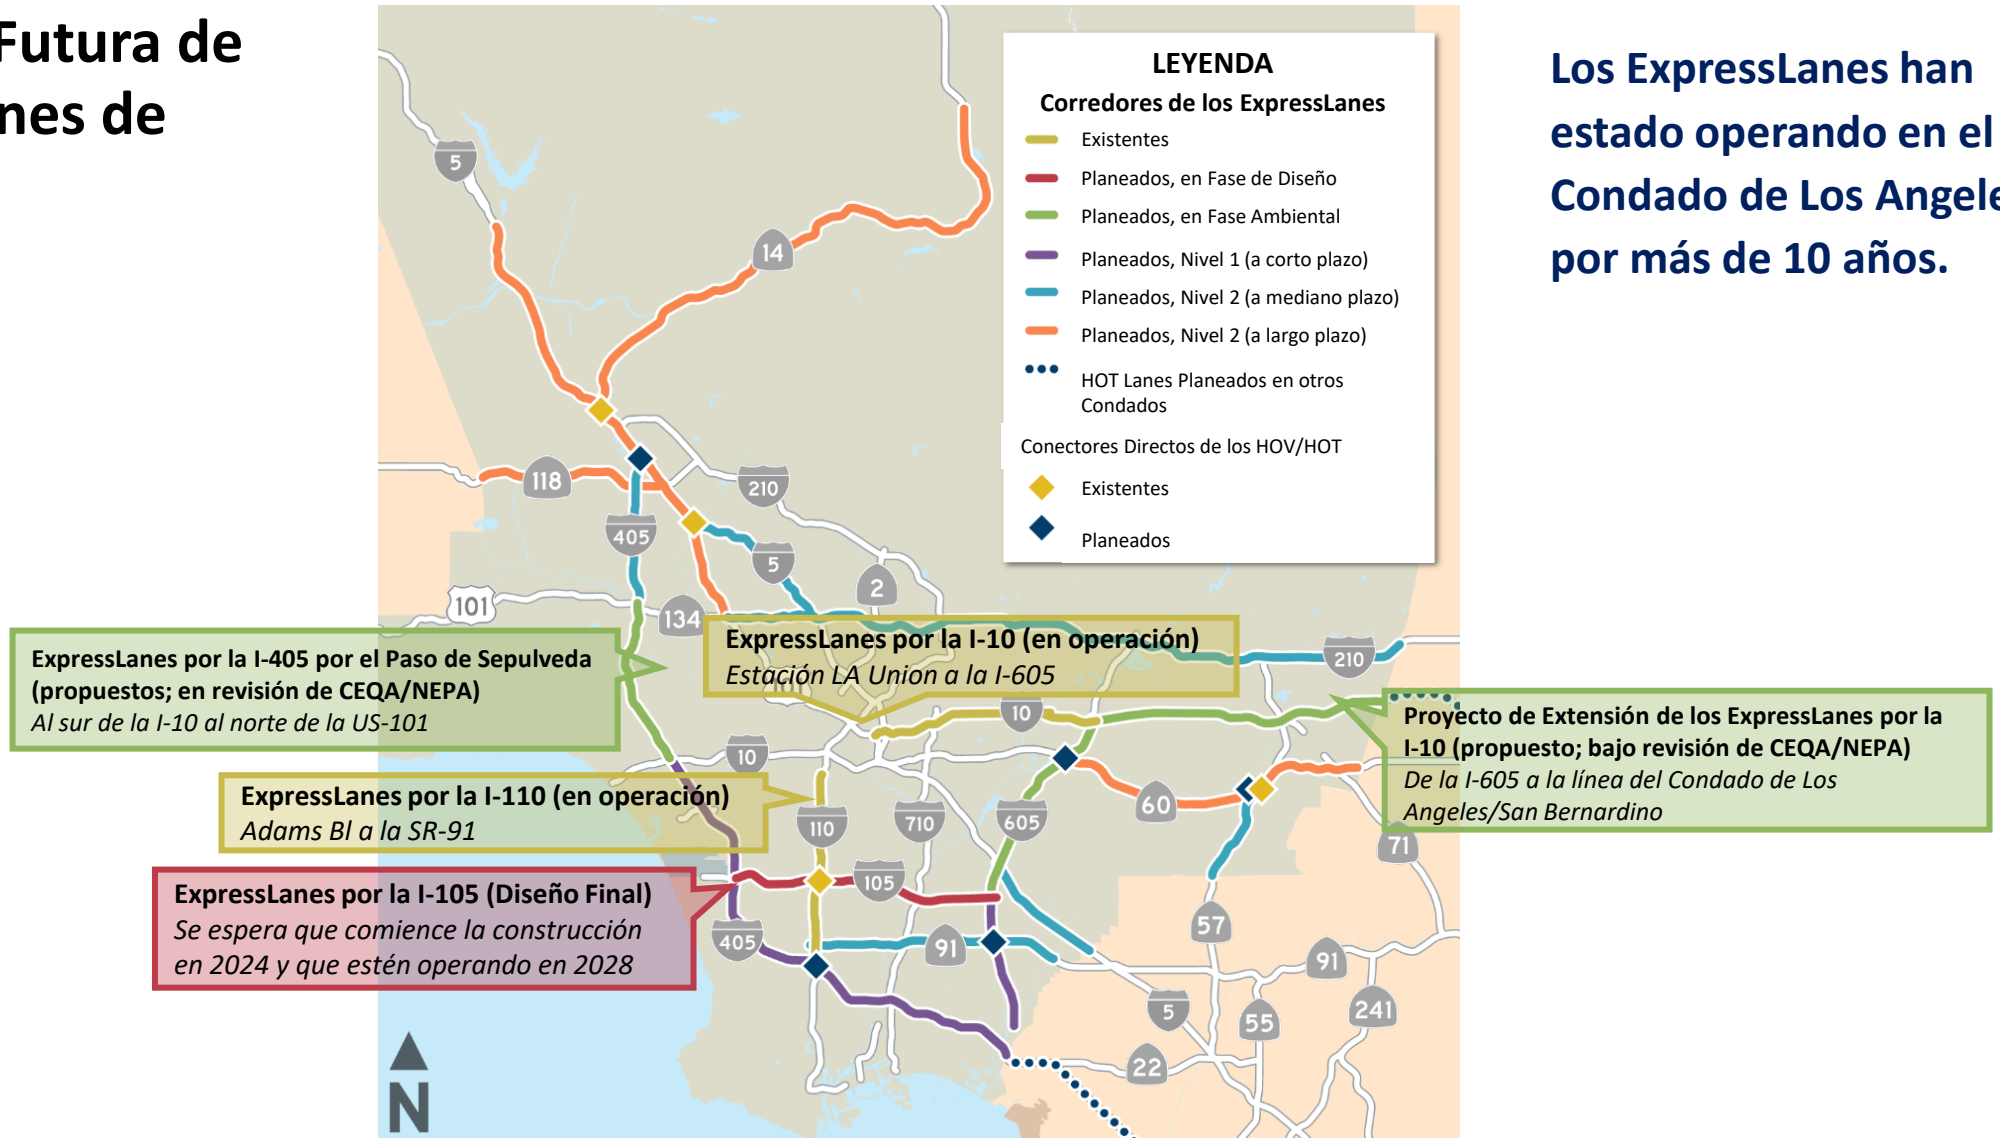 Futura de
nes de
Los ExpressLanes han
estado operando en el
Condado de Los Angele
por más de 10 años.
LEYENDA
Corredores de los ExpressLanes
Existentes
Planeados, en Fase de Diseño
Planeados, en Fase Ambiental
Planeados, Nivel 1 (a corto plazo)
Planeados, Nivel 2 (a mediano plazo)
Planeados, Nivel 2 (a largo plazo)
HOT Lanes Planeados en otros
Condados
Conectores Directos de los HOV/HOT
Existentes
Planeados
5
14
118
210
405
5
2
101
134
210
ExpressLanes por la I-405 por el Paso de Sepulveda
(propuestos; en revisión de CEQA/NEPA)
Al sur de la I-10 al norte de la US-101
ExpressLanes por la I-10 (en operación)
Estación LA Union a la I-605
101
10
10
Proyecto de Extensión de los ExpressLanes por la
I-10 (propuesto; bajo revisión de CEQA/NEPA)
De la I-605 a la línea del Condado de Los
Angeles/San Bernardino
ExpressLanes por la I-110 (en operación)
Adams Bl a la SR-91
110
710
605
60
71
ExpressLanes por la I-105 (Diseño Final)
Se espera que comience la construcción
en 2024 y que estén operando en 2028
105
405
91
57
91
5
55
241
22
N